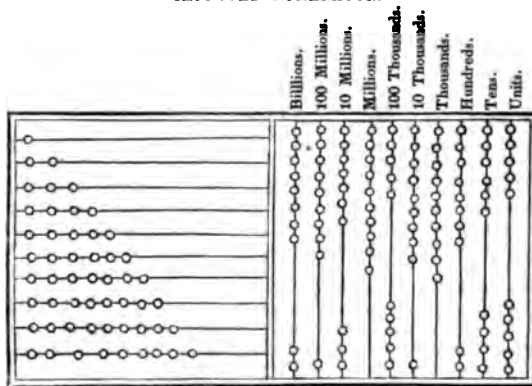 Billions.
100 Millions.
10 Millions.
Millions.
100 Thousands.
10 Thousands.
Thousands.
Hundreds.
Tens.
Units.